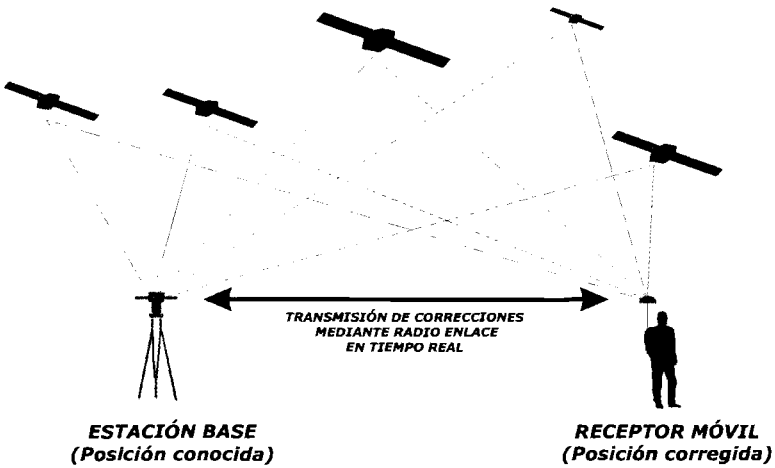 TRANSMISIÓN DE CORRECCIONES
MEDIANTE RADIO ENLACE
EN TIEMPO REAL
ESTACIÓN BASE
(Posición conocida)
RECEPTOR MÓVIL
(Posición corregida)